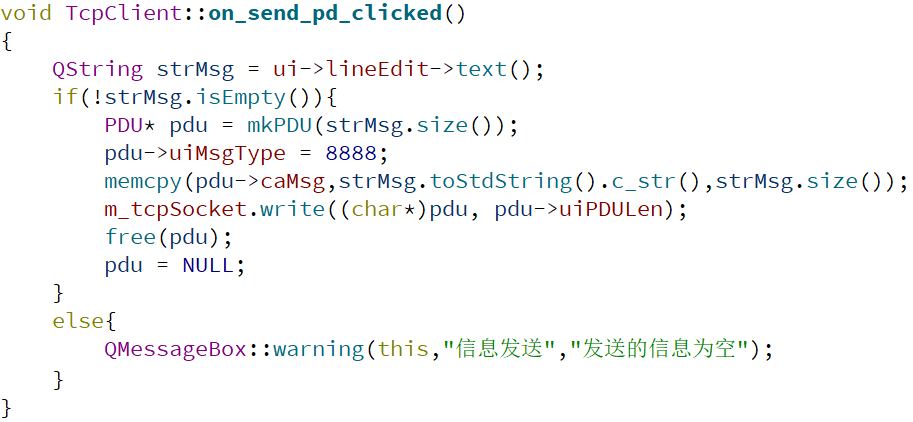 void TcpClient::on_send_pd_clicked()
{
    QString strMsg = ui->lineEdit->text();
    if(!strMsg.isEmpty()){
        PDU* pdu = mkPDU(strMsg.size());
        pdu->uiMsgType = 8888;
        memcpy(pdu->caMsg,strMsg.toStdString().c_str(),strMsg.size());
        m_tcpSocket.write((char*)pdu, pdu->uiPDULen);
        free(pdu);
        pdu = NULL;
    }
    else{
        QMessageBox::warning(this,"信息发送","发送的信息为空");
    }
}